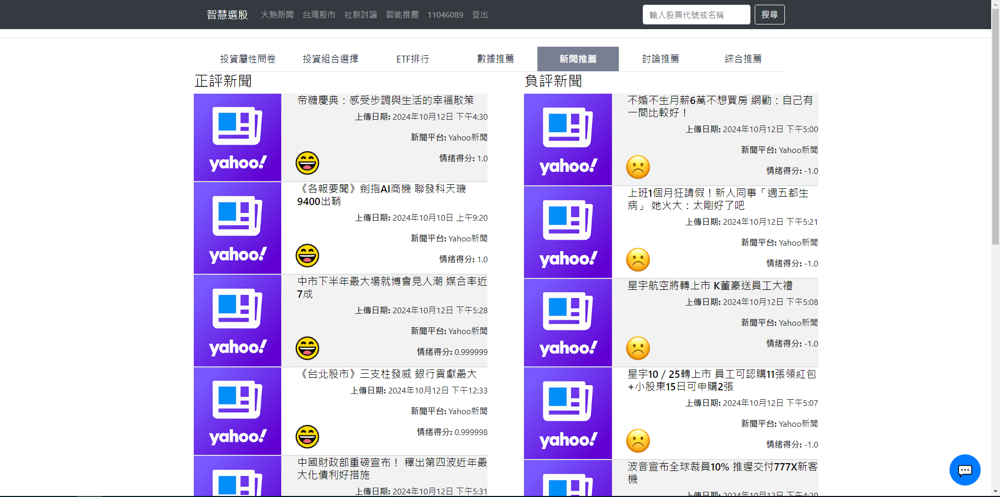 智慧選股 火熱新聞 台灣股市 社群討論 智能推薦 11046089 登出 輸入股票代號或名稱 搜尋
投資屬性問卷 投資組合選擇 ETF排行 數據推薦 新聞推薦 討論推薦 綜合推薦
正評新聞
yahoo!
帝糖慶典：感受步調與生活的幸福散策
上傳日期: 2024年10月12日 下午4:30
新聞平台: Yahoo新聞
情绪得分: 1.0
yahoo!
《各報要聞》劍指AI商機 聯發科天璣
9400出鞘
上傳日期: 2024年10月10日 上午9:20
新聞平台: Yahoo新聞
情绪得分: 1.0
yahoo!
中市下半年最大場就博會見人潮 媒合率近
7成
上傳日期: 2024年10月12日 下午5:28
新聞平台: Yahoo新聞
情绪得分: 0.999999
yahoo!
《台北股市》三支柱發威 銀行貢獻最大
上傳日期: 2024年10月12日 下午12:33
新聞平台: Yahoo新聞
情绪得分: 0.999998
中國財政部重磅宣布！ 釋出第四波近年最
大化債利好措施
上傳日期: 2024年10月12日 下午5:31
負評新聞
yahoo!
不婚不生月薪6萬不想買房 網勸：自己有
一間比較好！
上傳日期: 2024年10月12日 下午5:00
新聞平台: Yahoo新聞
情绪得分: -1.0
yahoo!
上班1個月狂請假！新人同事「週五都生
病」 她火大：太剛好了吧
上傳日期: 2024年10月12日 下午5:21
新聞平台: Yahoo新聞
情绪得分: -1.0
yahoo!
星宇航空將轉上市 K董豪送員工大禮
上傳日期: 2024年10月12日 下午5:08
新聞平台: Yahoo新聞
情绪得分: -1.0
yahoo!
星宇10／25轉上市 員工可認購11張領紅包
+小股東15日可申購2張
上傳日期: 2024年10月12日 下午5:07
新聞平台: Yahoo新聞
情绪得分: -1.0
波音宣布全球裁員10% 推遲交付777X新客
機
上傳日期: 2024年10月12日 下午4:20